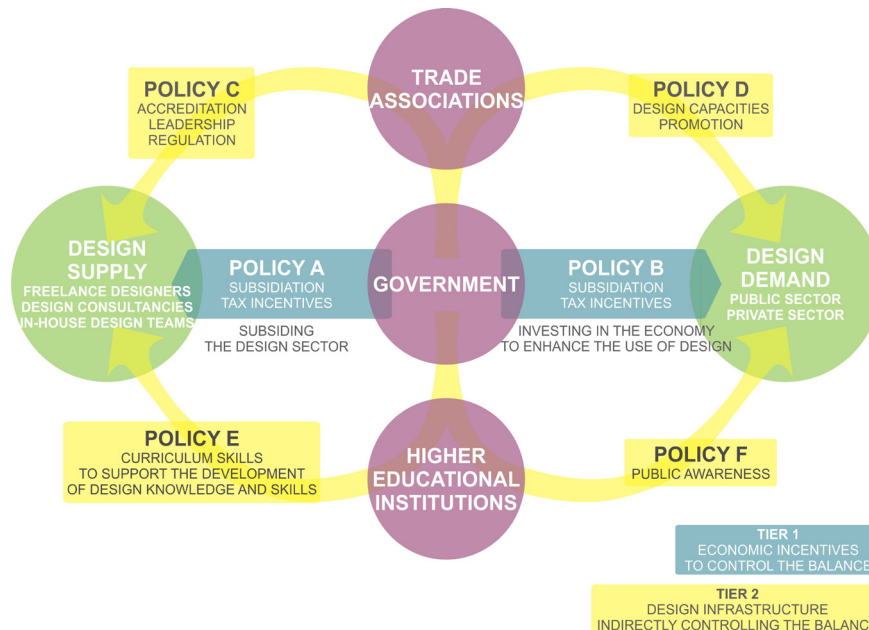 TRADE
ASSOCIATIONS
POLICY C
ACCREDITATION
LEADERSHIP
REGULATION
POLICY D
DESIGN CAPACITIES
PROMOTION
DESIGN
SUPPLY
FREELANCE DESIGNERS
DESIGN CONSULTANCIES
IN-HOUSE DESIGN TEAMS
POLICY A
SUBSIDIATION
TAX INCENTIVES
SUBSIDING
THE DESIGN SECTOR
GOVERNMENT
POLICY B
SUBSIDIATION
TAX INCENTIVES
INVESTING IN THE ECONOMY
TO ENHANCE THE USE OF DESIGN
DESIGN
DEMAND
PUBLIC SECTOR
PRIVATE SECTOR
POLICY E
CURRICULUM SKILLS
TO SUPPORT THE DEVELOPMENT
OF DESIGN KNOWLEDGE AND SKILLS
HIGHER
EDUCATIONAL
INSTITUTIONS
POLICY F
PUBLIC AWARENESS
TIER 1
ECONOMIC INCENTIVES
TO CONTROL THE BALANCE
TIER 2
DESIGN INFRASTRUCTURE
INDIRECTLY CONTROLLING THE BALANC